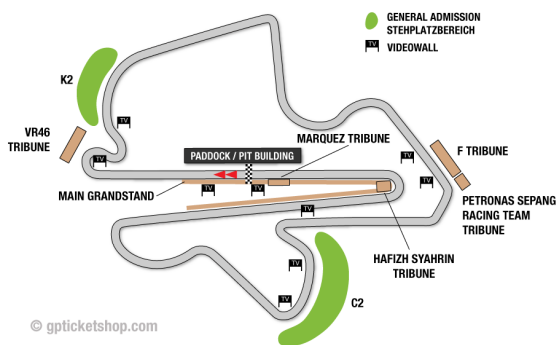 GENERAL ADMISSION
STEHPLATZBEREICH
TV
VIDEOWALL
K2
TV
VR46
TRIBUNE
TV
MARQUEZ TRIBUNE
PADDOCK / PIT BUILDING
F TRIBUNE
TV
TV
MAIN GRANDSTAND
TV
TV
TV
PETRONAS SEPANG
RACING TEAM
TRIBUNE
HAFIZH SYAHRIN
TRIBUNE
TV
TV
C2
© gpticketshop.com